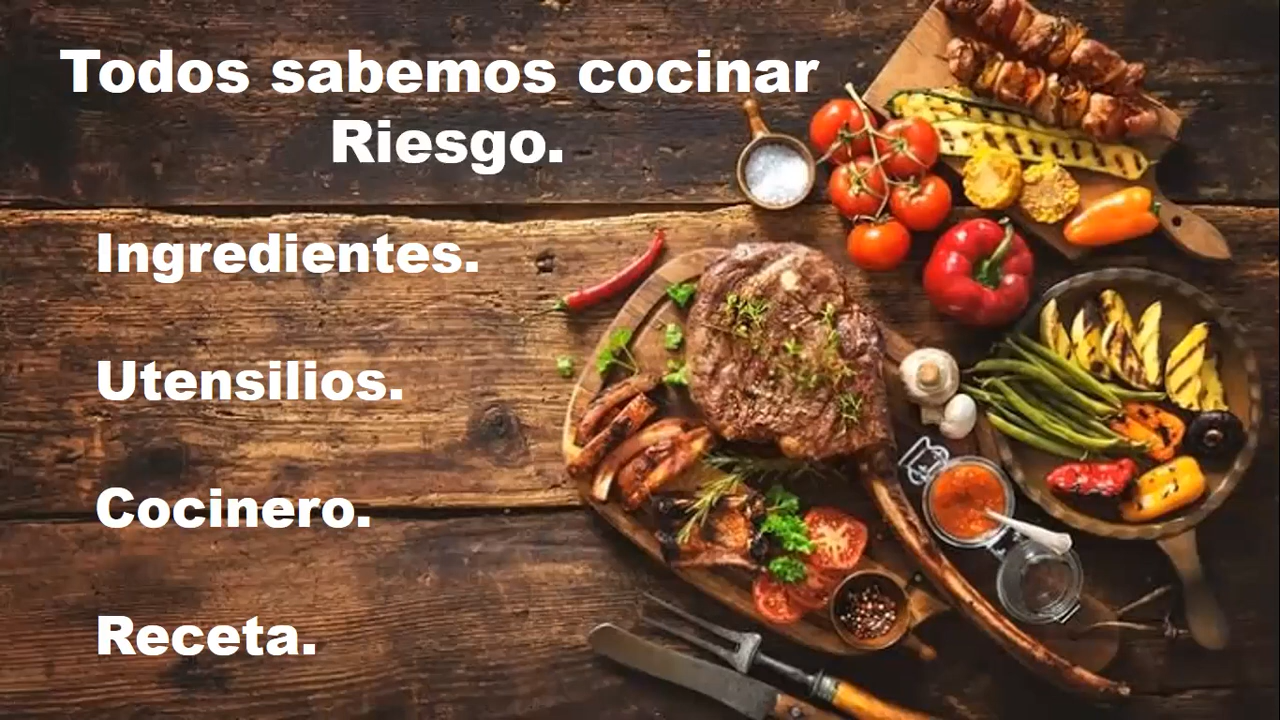 Todos sabemos cocinar
Riesgo.
Ingredientes.
Utensilios.
Cocinero.
Receta.